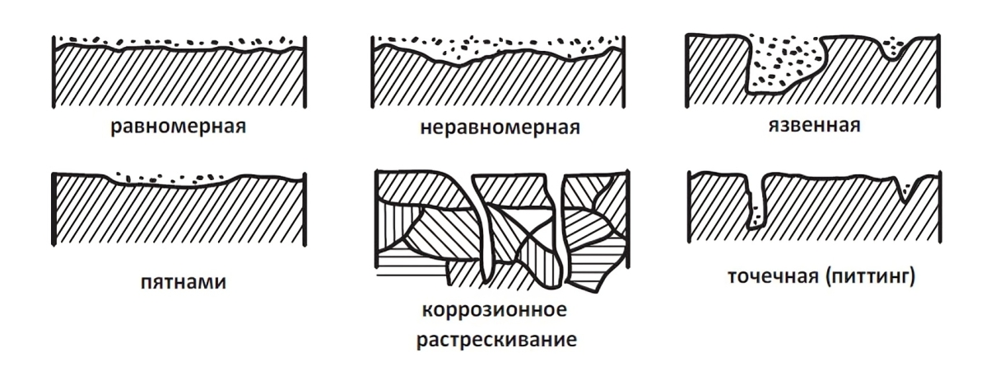 равномерная
неравномерная
язвенная
пятнами
коррозионное
растрескивание
точечная (питтинг)